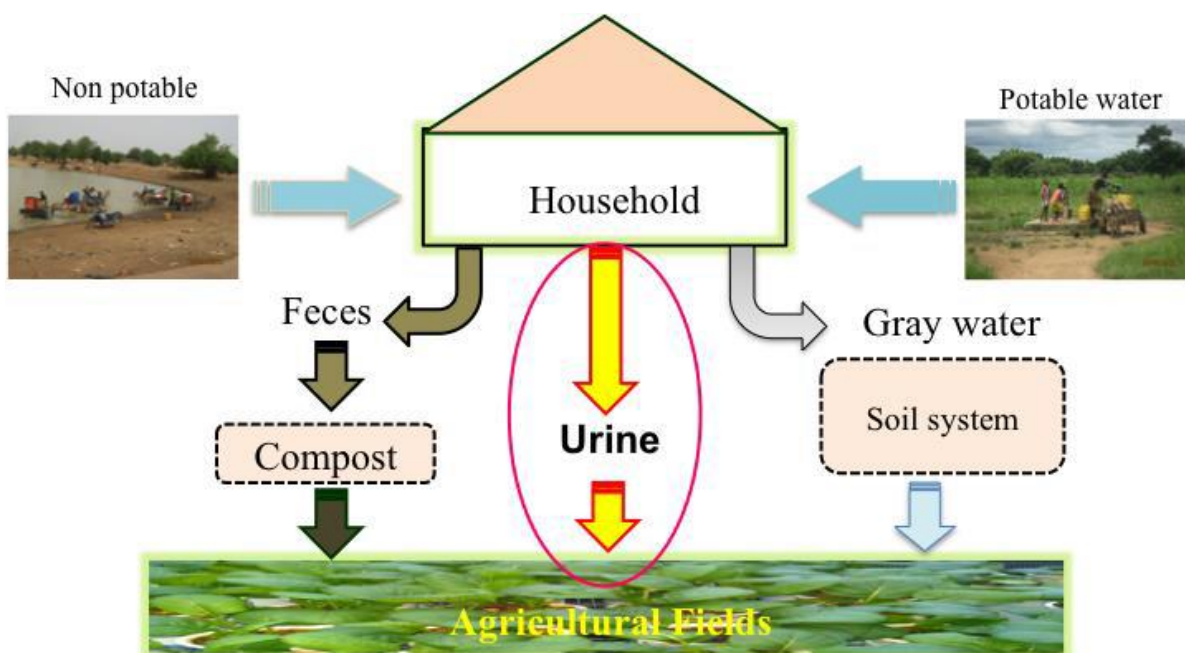 Non potable
Potable water
Household
Feces
Gray water
Soil system
Urine
Compost
Agricultural Fields